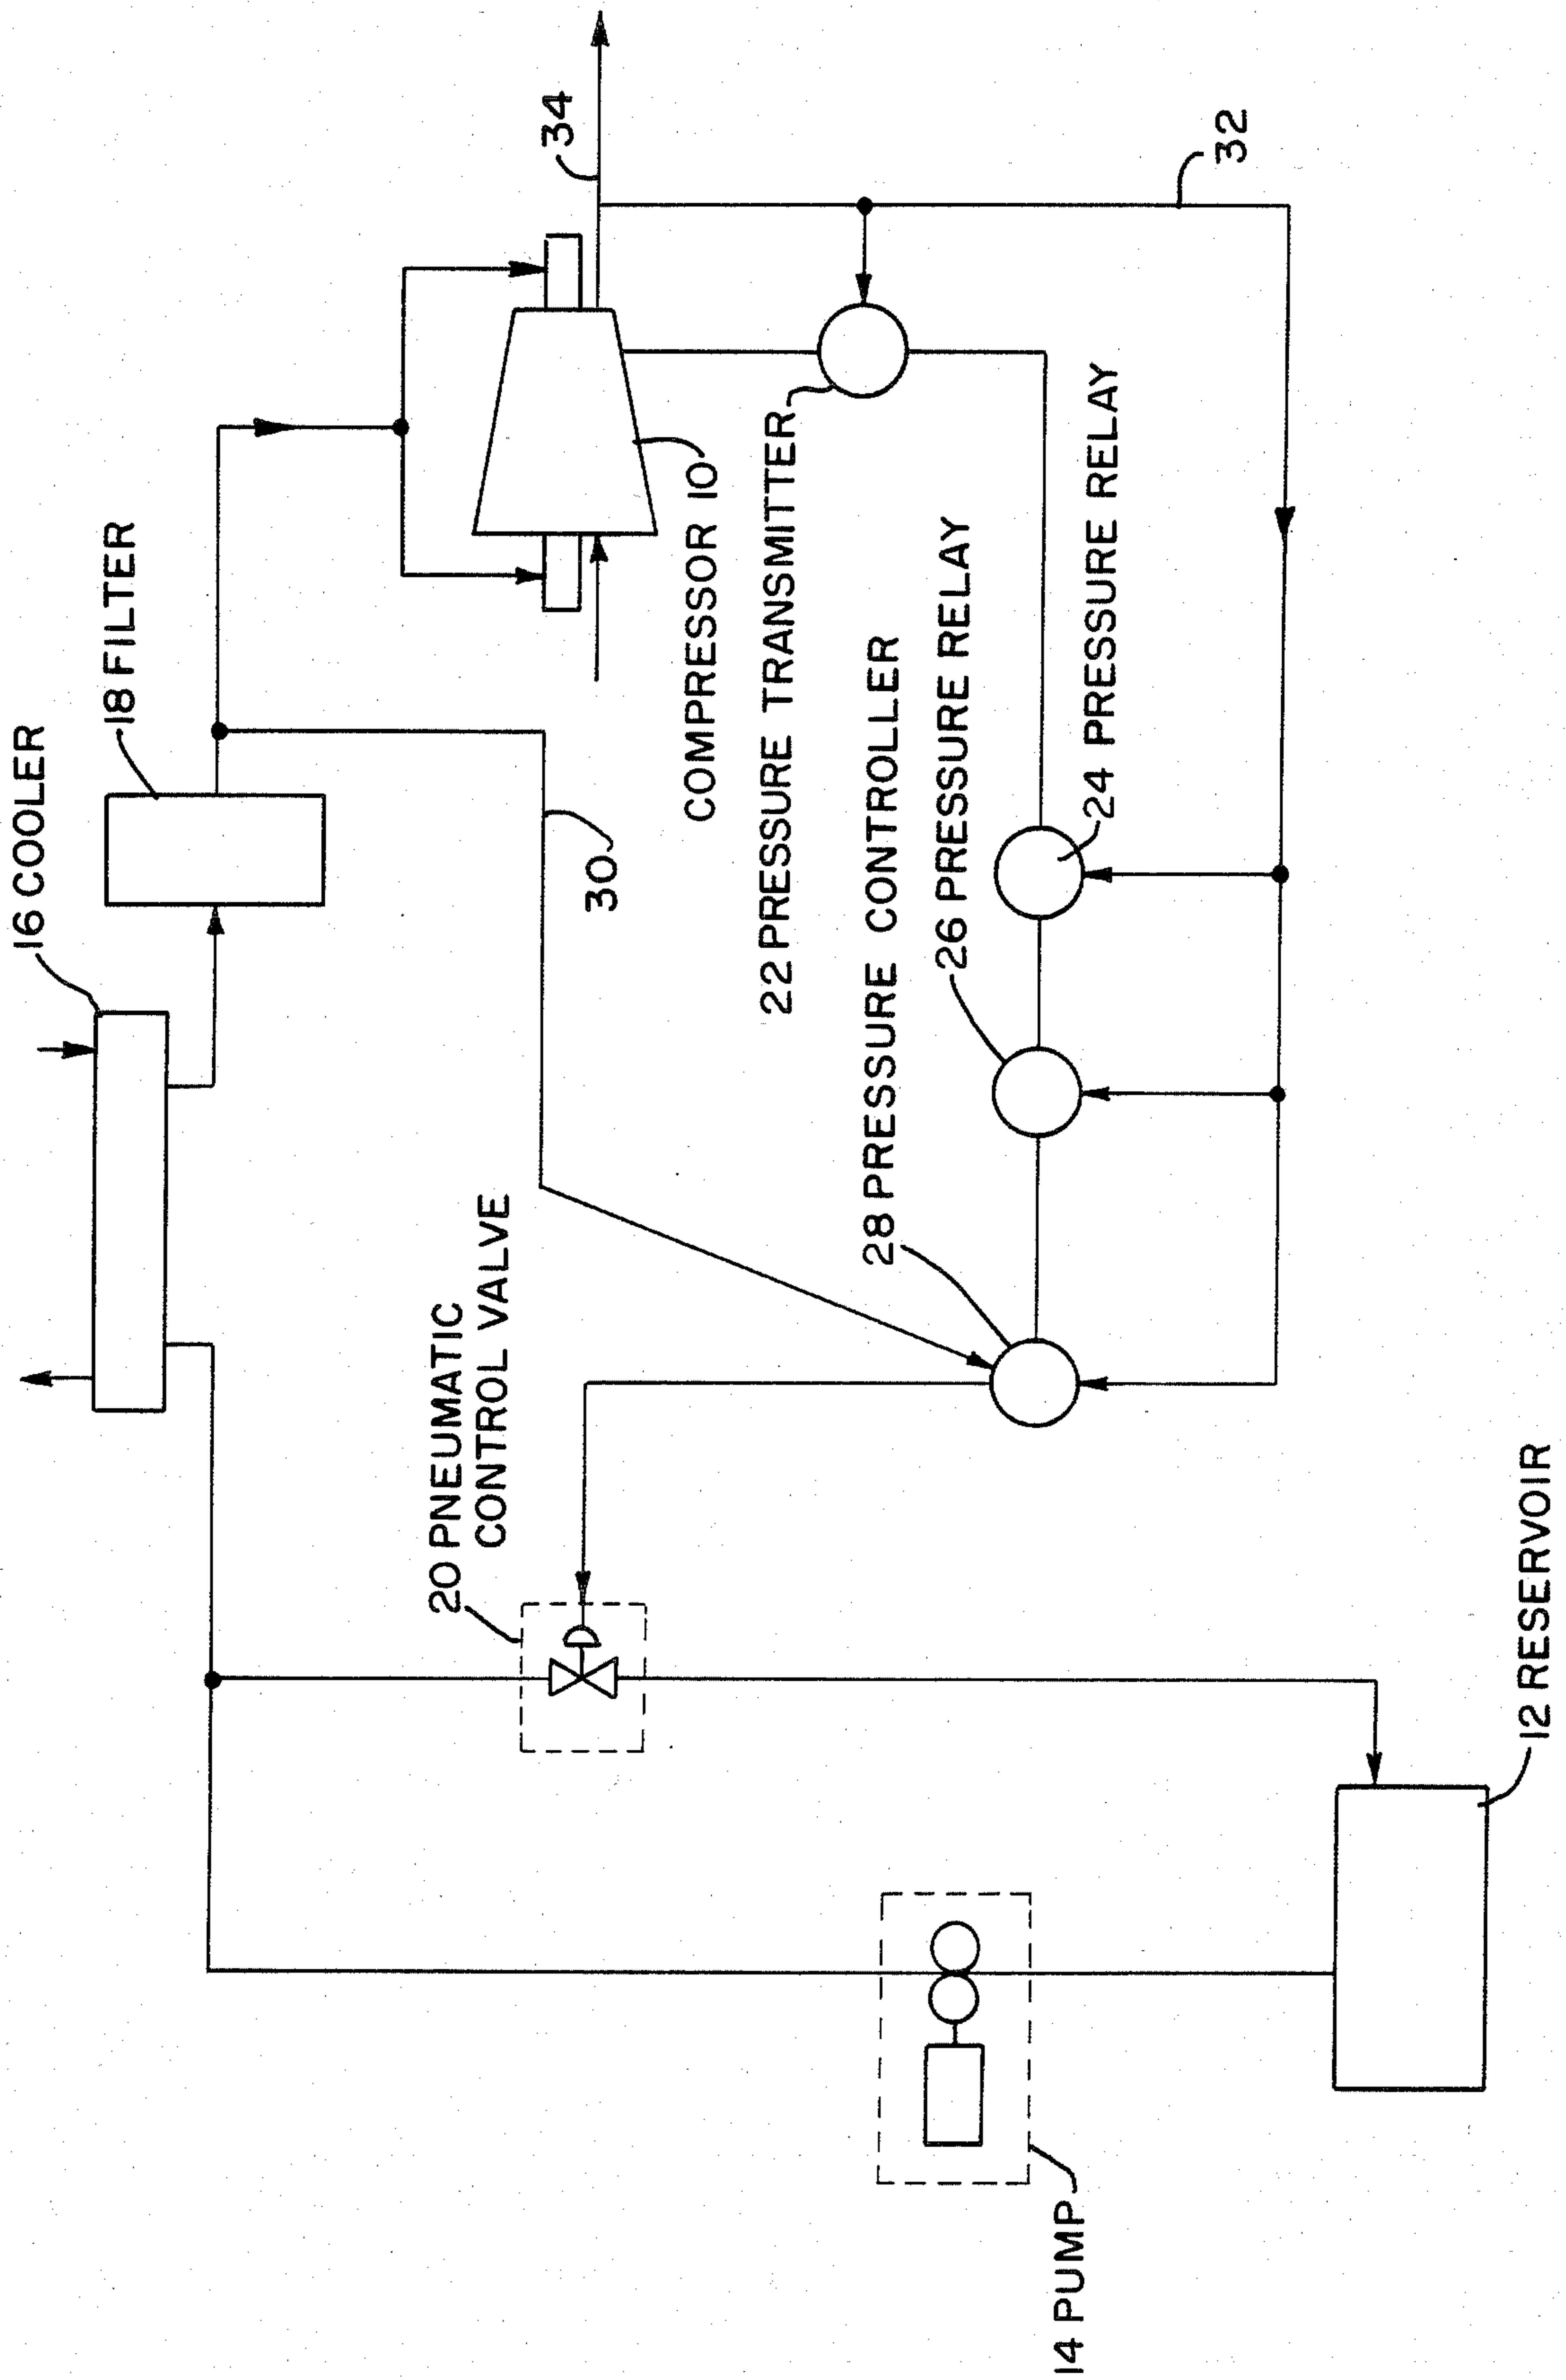 16 COOLER
18 FILTER
34
32
COMPRESSOR 10
30
22 PRESSURE TRANSMITTER
28 PRESSURE CONTROLLER
26 PRESSURE RELAY
24 PRESSURE RELAY
20 PNEUMATIC
CONTROL VALVE
12 RESERVOIR
14 PUMP